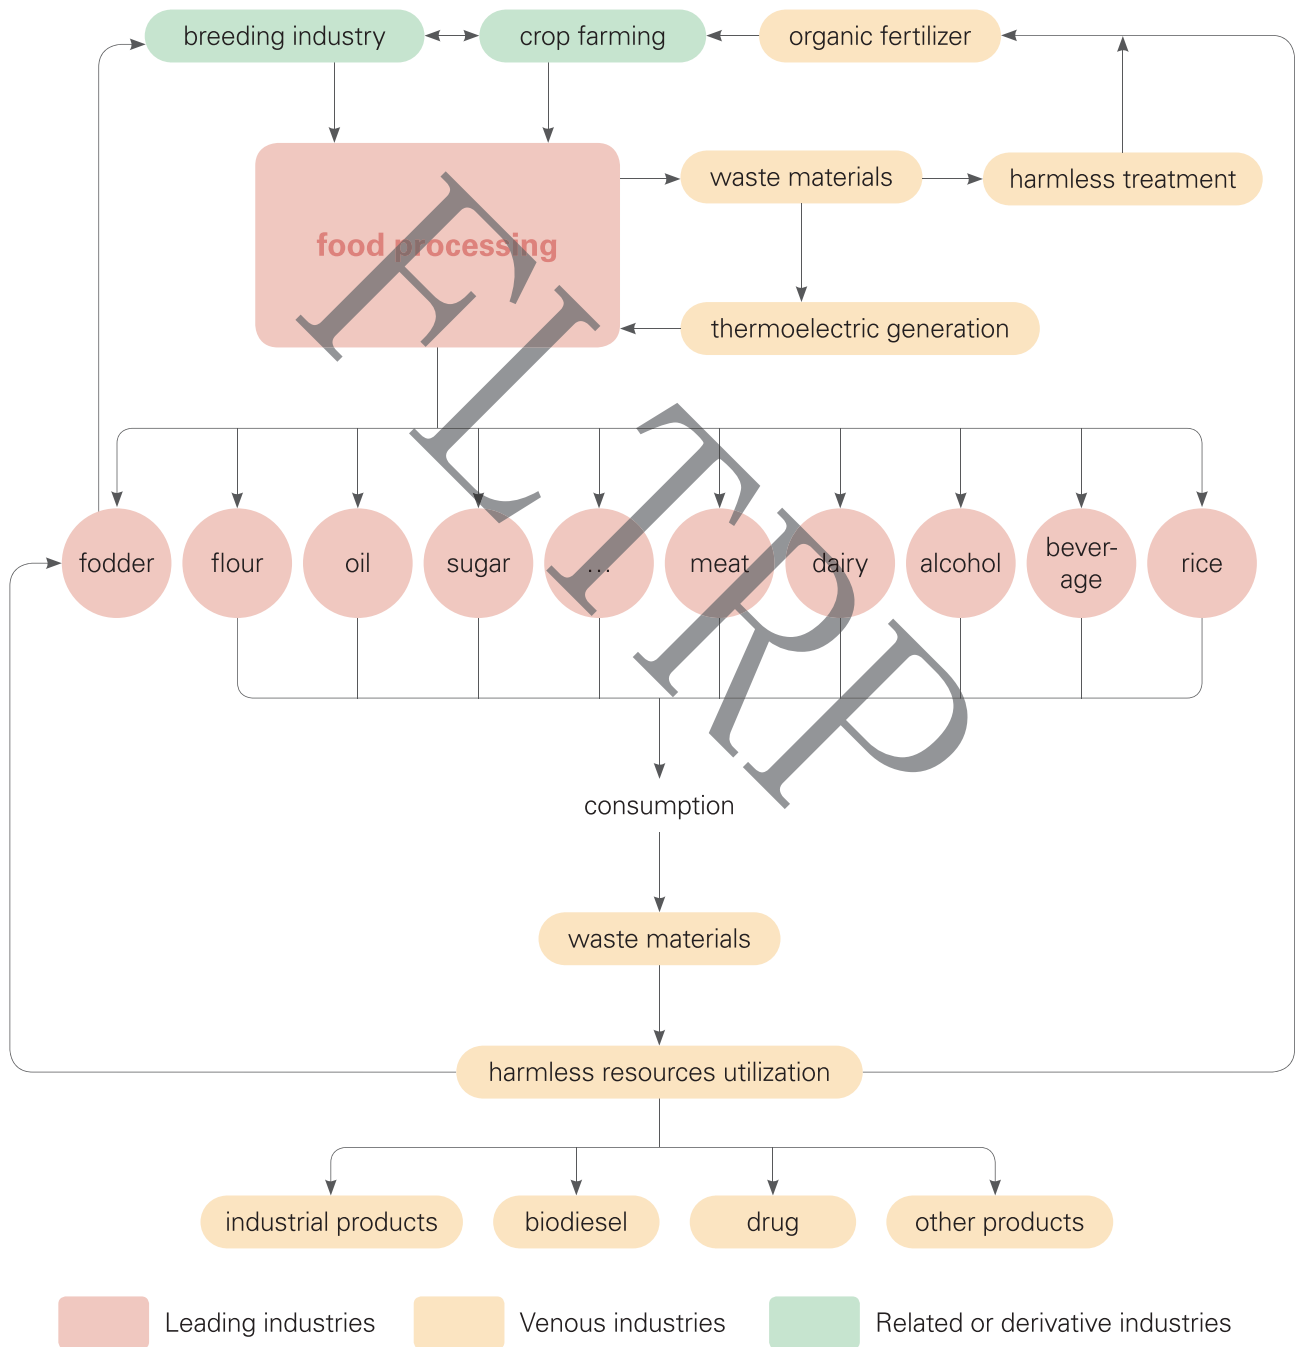 breeding industry
crop farming
organic fertilizer
waste materials
harmless treatment
food processing
thermoelectric generation
fodder
flour
oil
sugar
...
meat
dairy
alcohol
bever-
age
rice
consumption
waste materials
harmless resources utilization
industrial products
biodiesel
drug
other products
Leading industries
Venous industries
Related or derivative industries
FLTRP